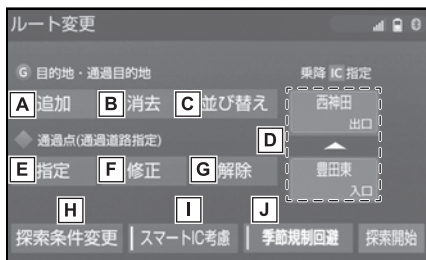 ルート変更
G 目的地・通過目的地
乗降 IC 指定
A 追加 B 消去 C 並び替え
西神田
出口
D
通過点(通過道路指定)
E 指定 F 修正 G 解除
豊田東
入口
H I J
探索条件変更 スマートIC考慮 季節規制回避 探索開始